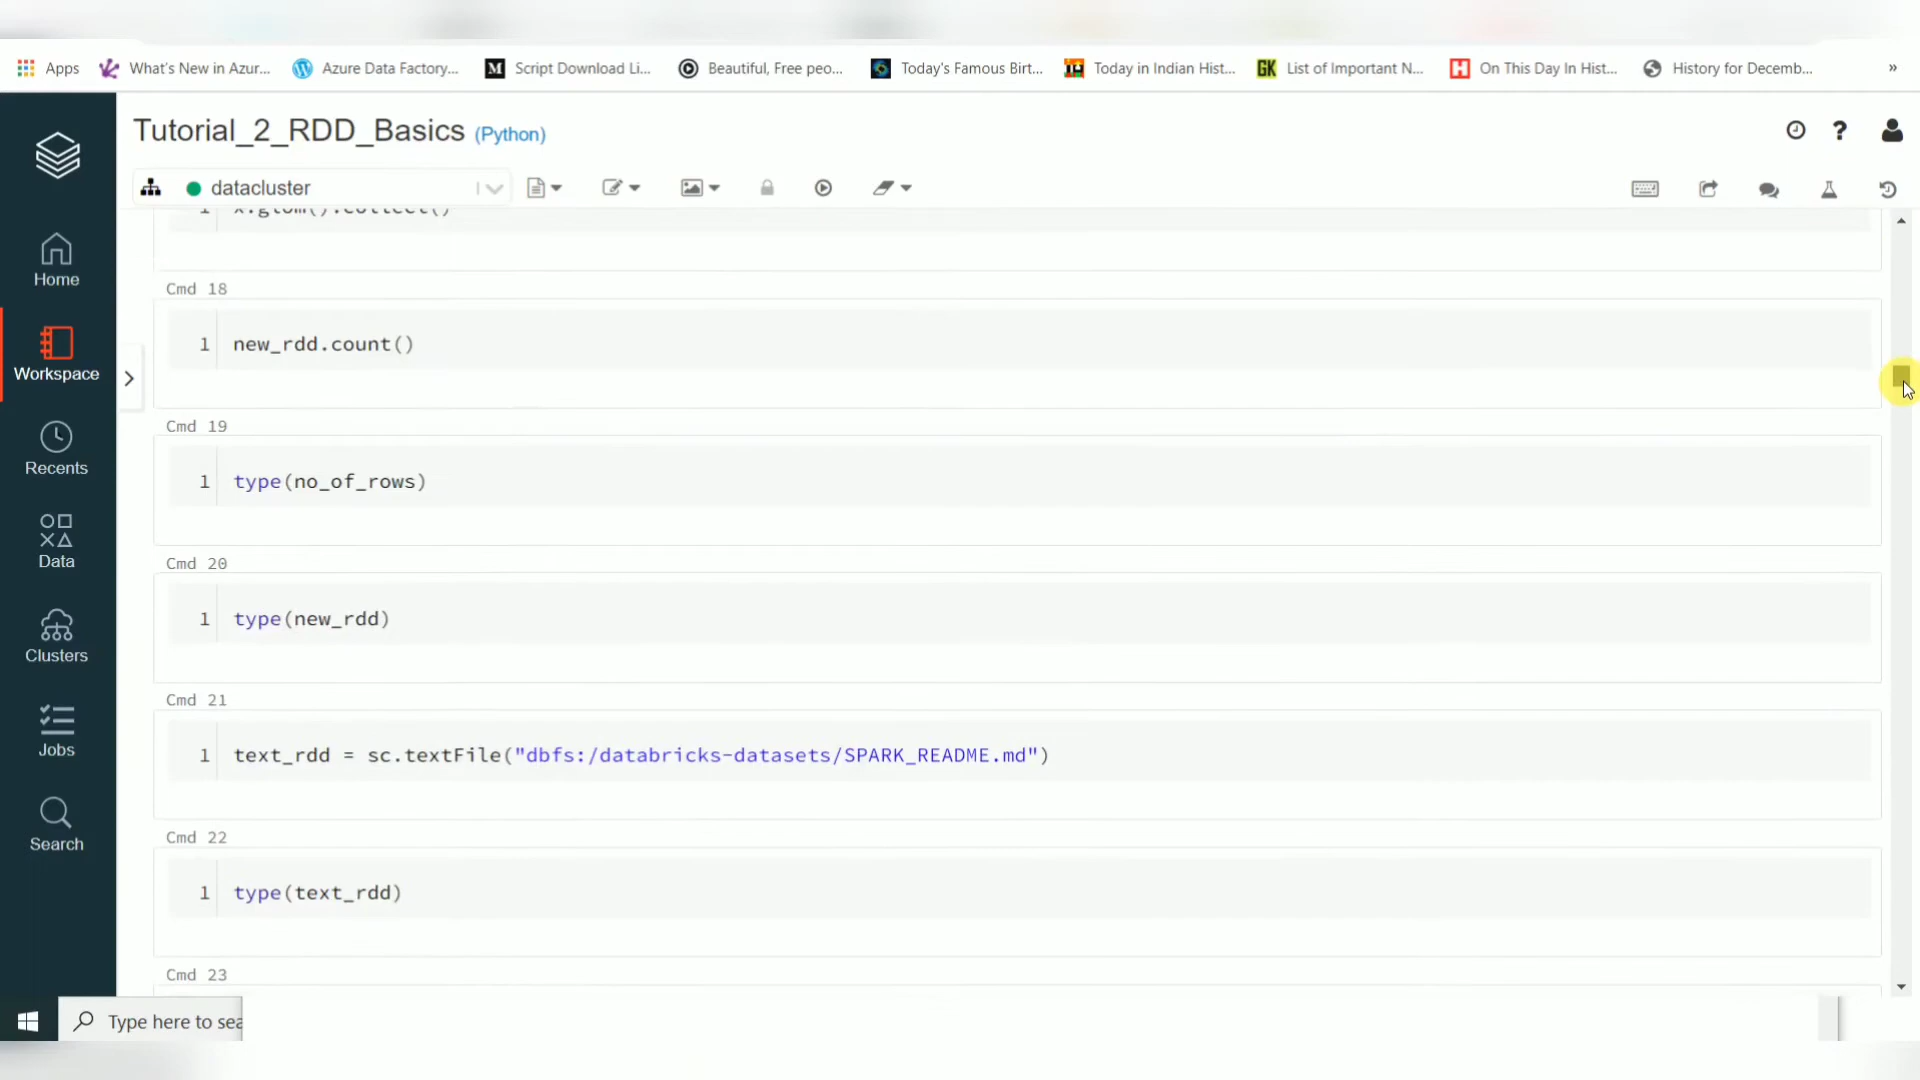 Apps What's New in Azur... Azure Data Factory... Script Download Li... Beautiful, Free peo... Today's Famous Birt... Today in Indian Hist... GK List of Important N... On This Day In Hist... History for Decemb... »
Tutorial_2_RDD_Basics (Python)
datacluster
1 x.glom().collect()
Cmd 18
1 new_rdd.count()
Cmd 19
1 type(no_of_rows)
Cmd 20
1 type(new_rdd)
Cmd 21
1 text_rdd = sc.textFile("dbfs:/databricks-datasets/SPARK_README.md")
Cmd 22
1 type(text_rdd)
Cmd 23
Home
Workspace
Recents
Data
Clusters
Jobs
Search
Type here to sea